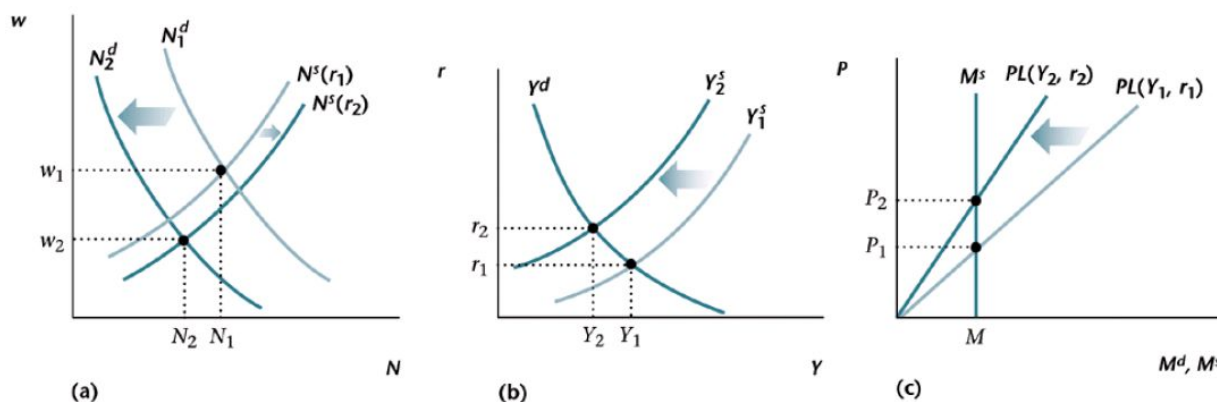 w
N₂ᵈ
N₁ᵈ
Nˢ(r₁)
Nˢ(r₂)
w₁
w₂
N₂ N₁
N
(a)
r
Yᵈ
Y₂ˢ
Y₁ˢ
r₂
r₁
Y₂ Y₁
Y
(b)
P
Mˢ
PL(Y₂, r₂)
PL(Y₁, r₁)
P₂
P₁
M
Mᵈ, M
(c)